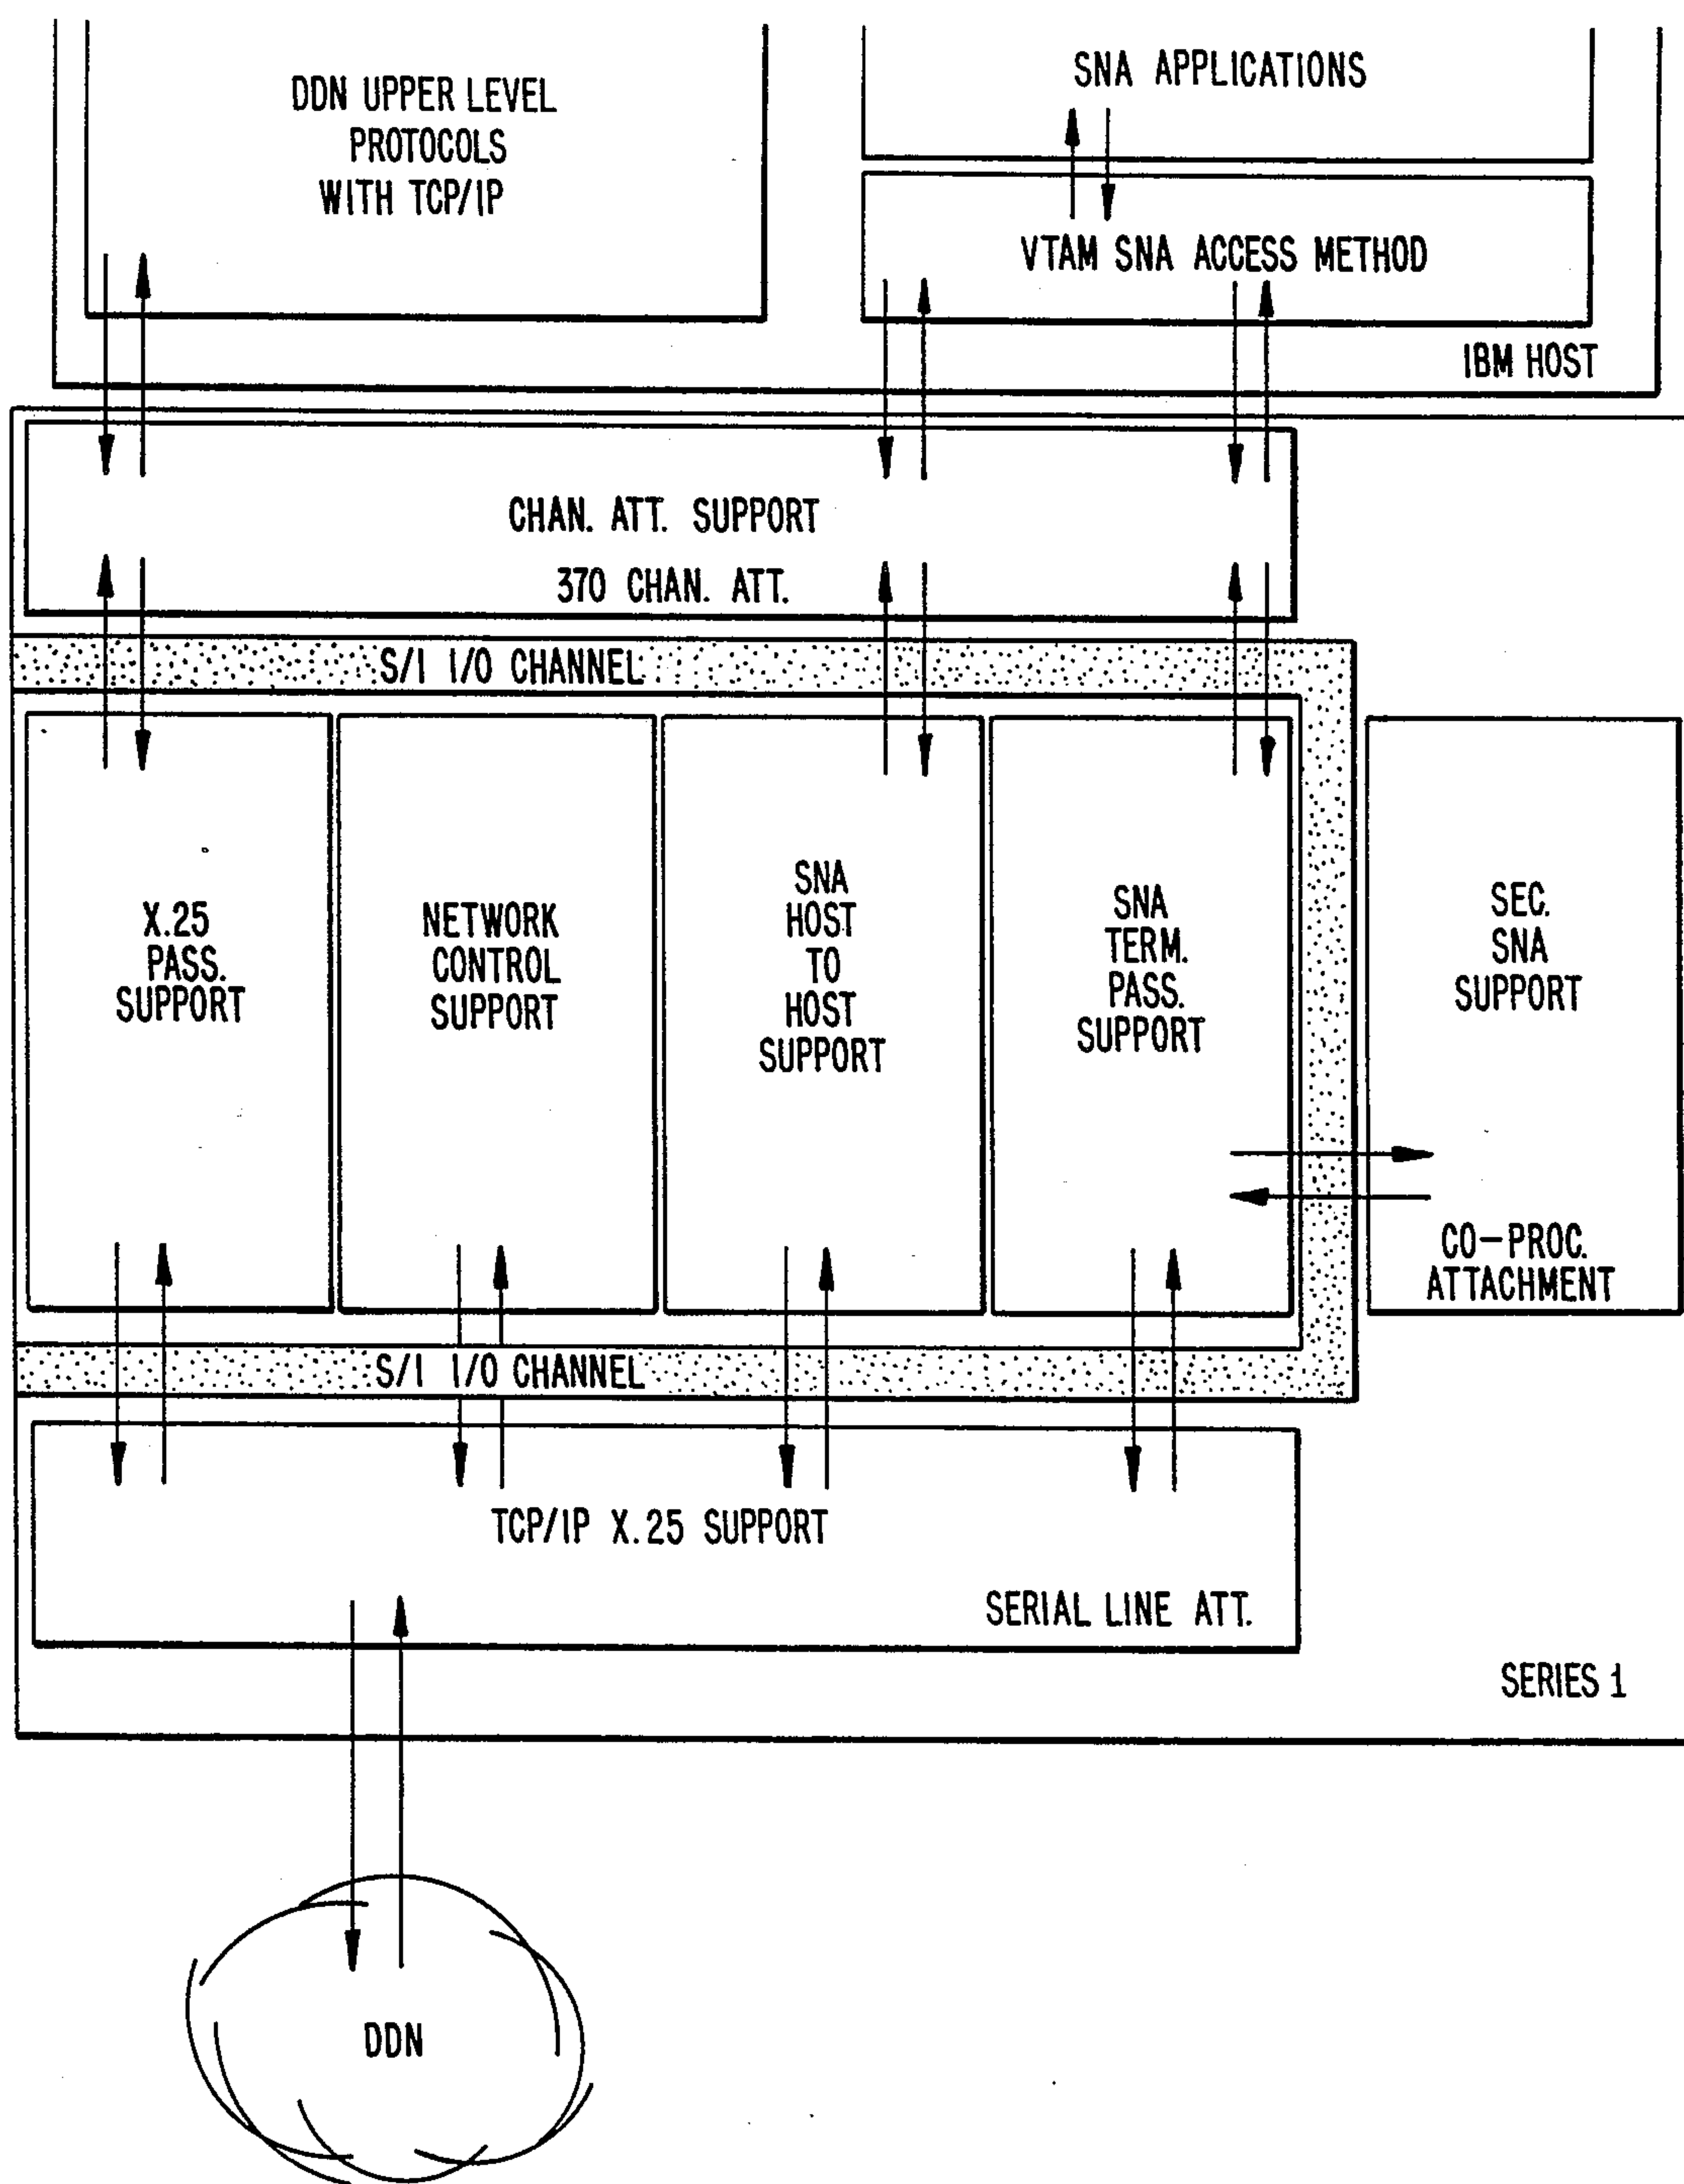 DDN UPPER LEVEL
PROTOCOLS
WITH TCP/IP
SNA APPLICATIONS
VTAM SNA ACCESS METHOD
IBM HOST
CHAN. ATT. SUPPORT
370 CHAN. ATT.
S/1 I/O CHANNEL
X.25
PASS.
SUPPORT
NETWORK
CONTROL
SUPPORT
SNA
HOST
TO
HOST
SUPPORT
SNA
TERM.
PASS.
SUPPORT
SEC.
SNA
SUPPORT
CO-PROC.
ATTACHMENT
S/1 I/O CHANNEL
TCP/IP X.25 SUPPORT
SERIAL LINE ATT.
SERIES 1
DDN